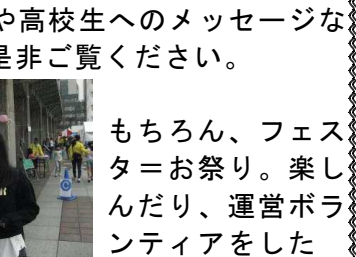 や高校生へのメッセージな
是非ご覧ください。
もちろん、フェス
タ＝お祭り。楽し
んだり、運営ボラ
ンティアをした